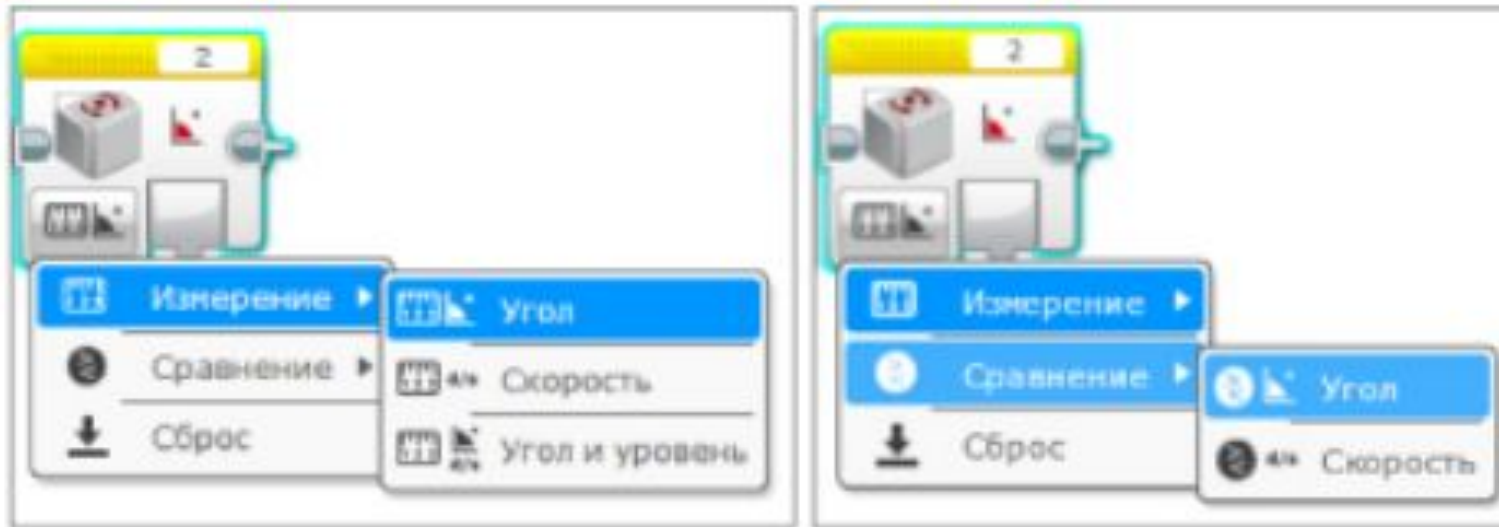 2
Измерение
Угол
Сравнение
Скорость
Сброс
Угол и уровень
2
Измерение
Сравнение
Угол
Сброс
Скорость